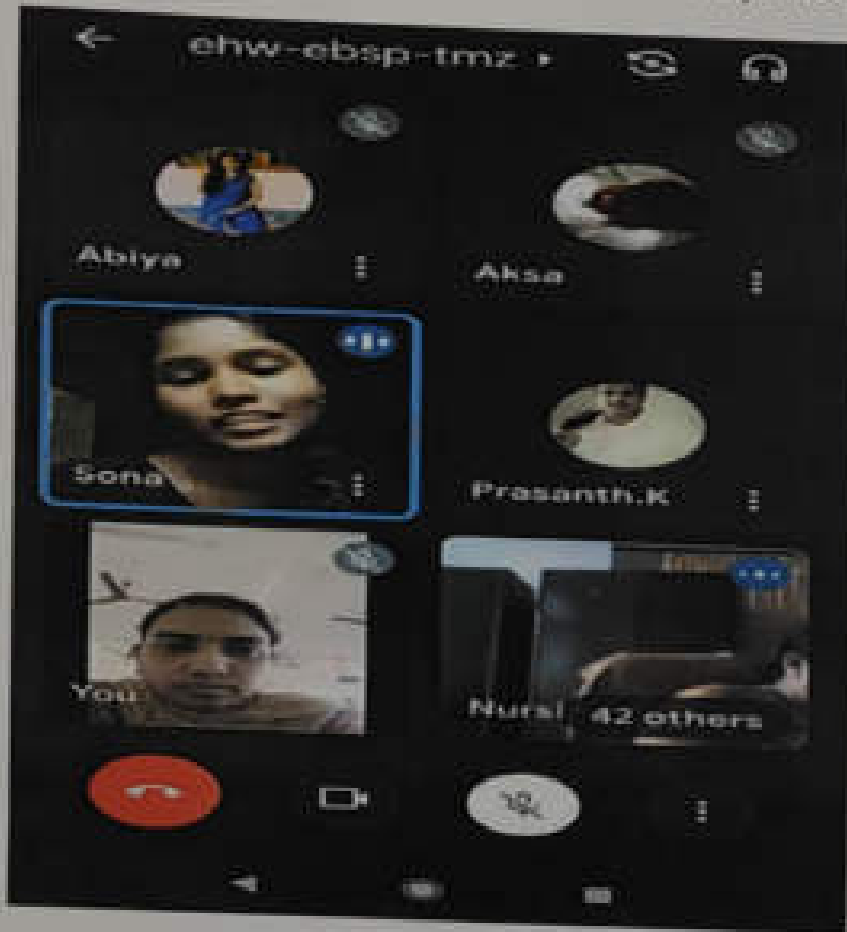 ehw-ebsp-tmz
Abiya
Aksa
Sona
Prasanth.K
You
Nursi
42 others